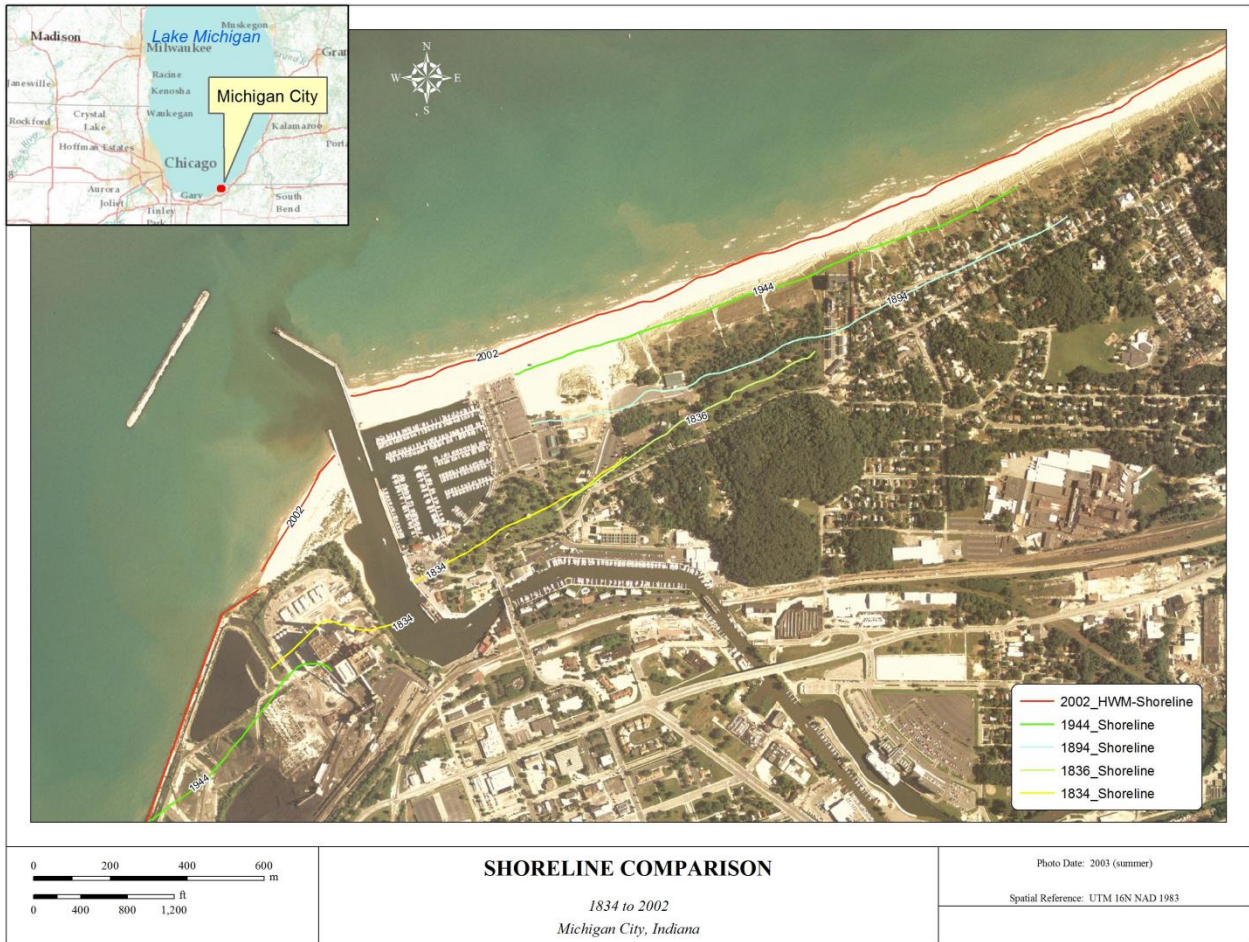 Lake Michigan
Madison
Milwaukee
Muskegon
Janesville
Racine
Kenosha
Waukegan
Michigan City
Rockford
Crystal
Lake
Hoffman Estates
Kalamazoo
Chicago
Aurora
Joliet
Gary
Tinley
Park
South
Bend
N
W
E
S
2002
1944
1894
1836
2002
1834
1834
1944
2002_HWM-Shoreline
1944_Shoreline
1894_Shoreline
1836_Shoreline
1834_Shoreline
0 200 400 600
m
ft
0 400 800 1,200
SHORELINE COMPARISON
1834 to 2002
Michigan City, Indiana
Photo Date: 2003 (summer)
Spatial Reference: UTM 16N NAD 1983